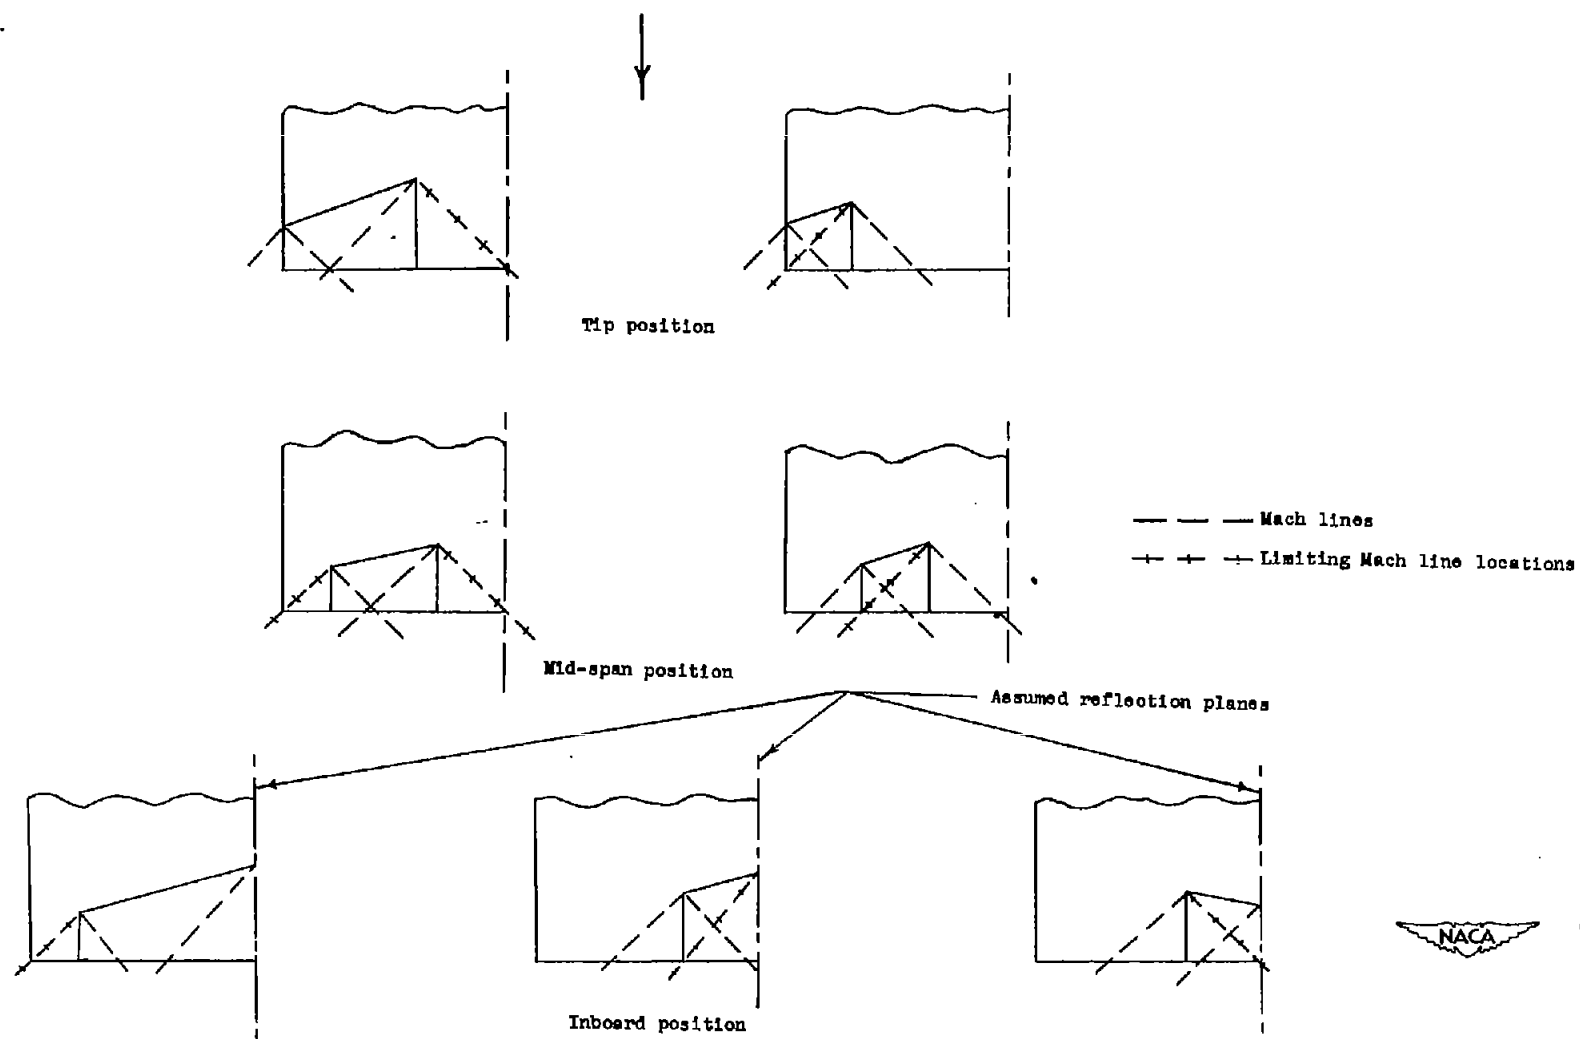 Tip position
Mach lines
Limiting Mach line locations
Mid-span position
Assumed reflection planes
NACA
Inboard position